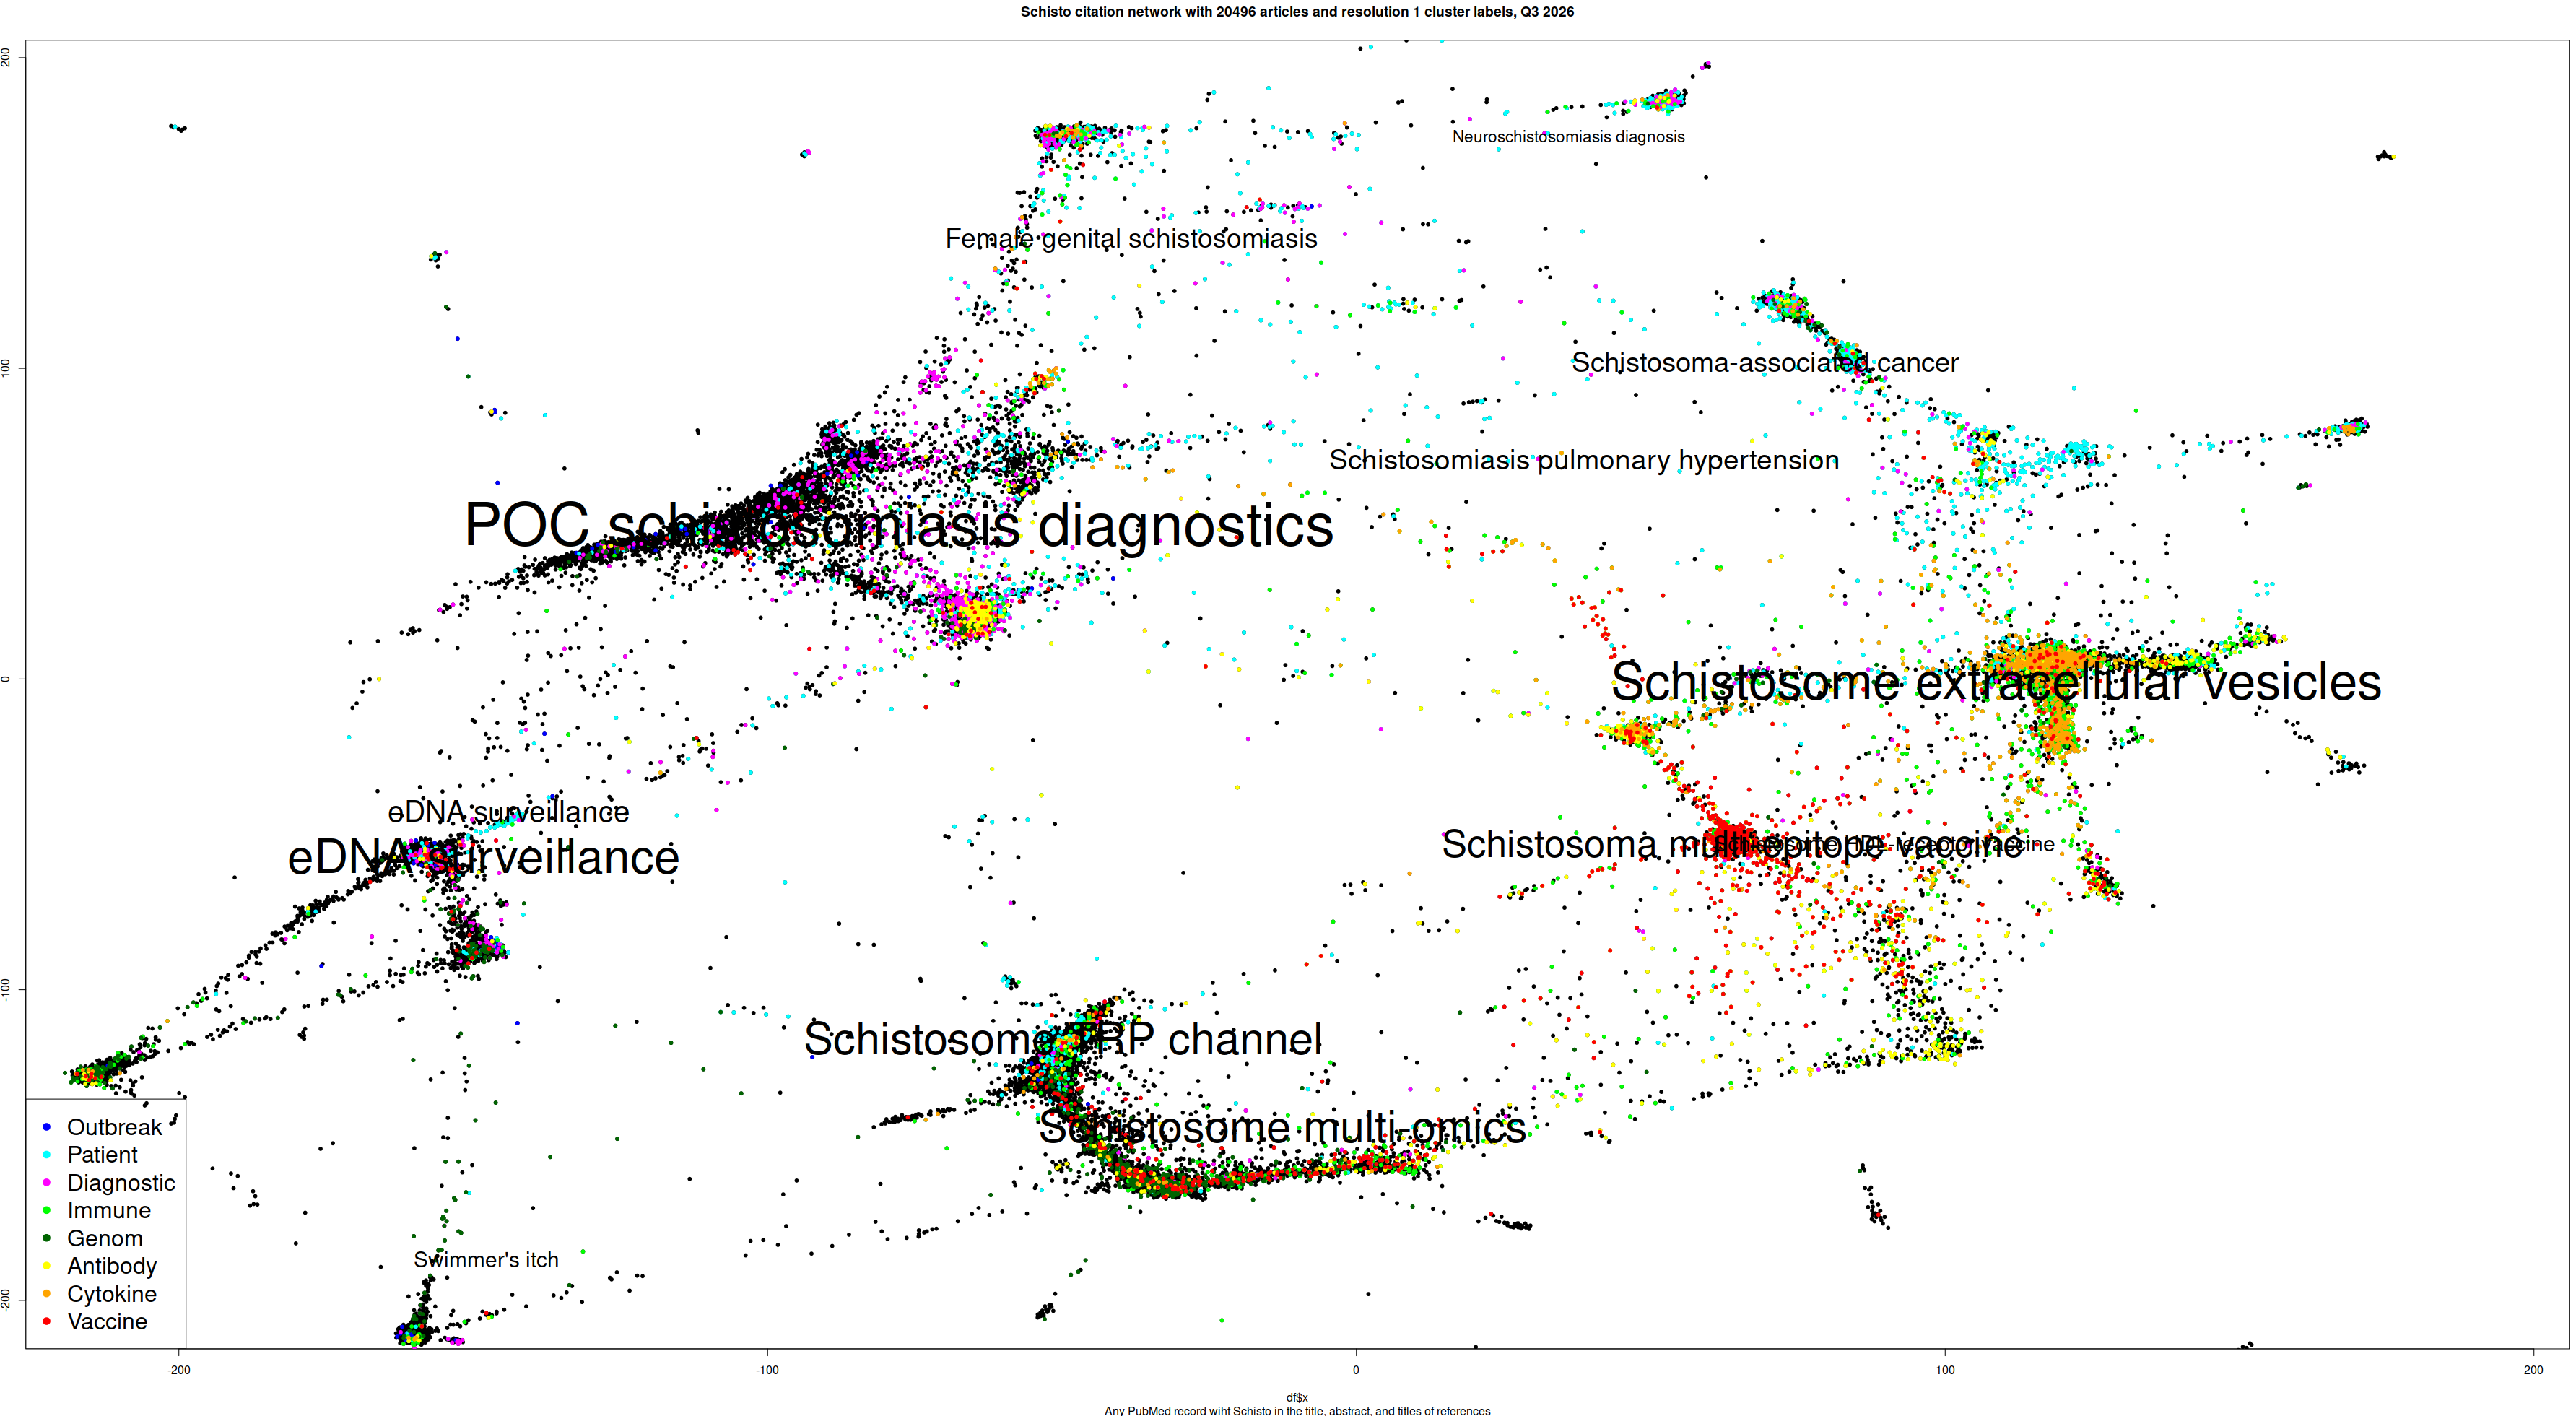 Schisto citation network with 20496 articles and resolution 1 cluster labels, Q3 2026
200
Neuroschistosomiasis diagnosis
Female genital schistosomiasis
100
Schistosoma-associated cancer
Schistosomiasis pulmonary hypertension
POC schistosomiasis diagnostics
0
Schistosome extracellular vesicles
eDNA surveillance
eDNA surveillance
Schistosoma multi-epitope vaccine
-receptor vaccine
-100
Schistosome TRP channel
Schistosome multi-omics
Outbreak
Patient
Diagnostic
Immune
Genom
Antibody
Cytokine
Vaccine
Swimmer's itch
-200
-200
-100
0
100
200
df$x
Any PubMed record wiht Schisto in the title, abstract, and titles of references